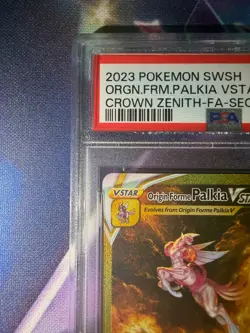 2023 POKEMON SWSH
ORGN.FRM.PALKIA VSTA
CROWN ZENITH-FA-SEC
PSA
VSTAR
Origin Forme Palkia VSTA
Evolves from Origin Forme Palkia V